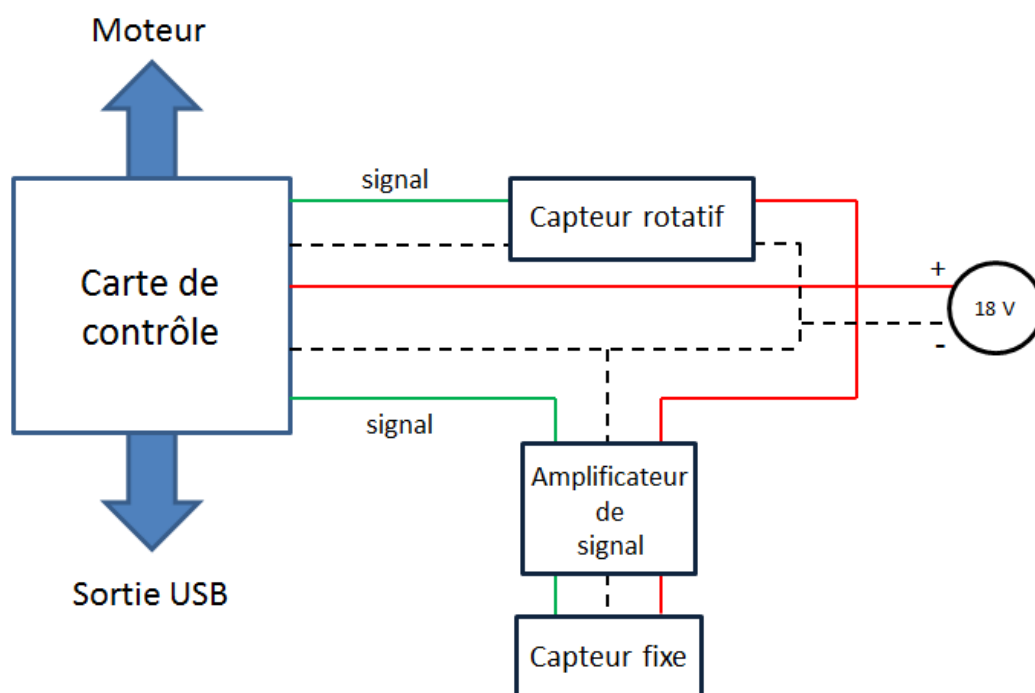 Moteur
signal
Capteur rotatif
Carte de
contrôle
+
18 V
-
signal
Amplificateur
de
signal
Sortie USB
Capteur fixe